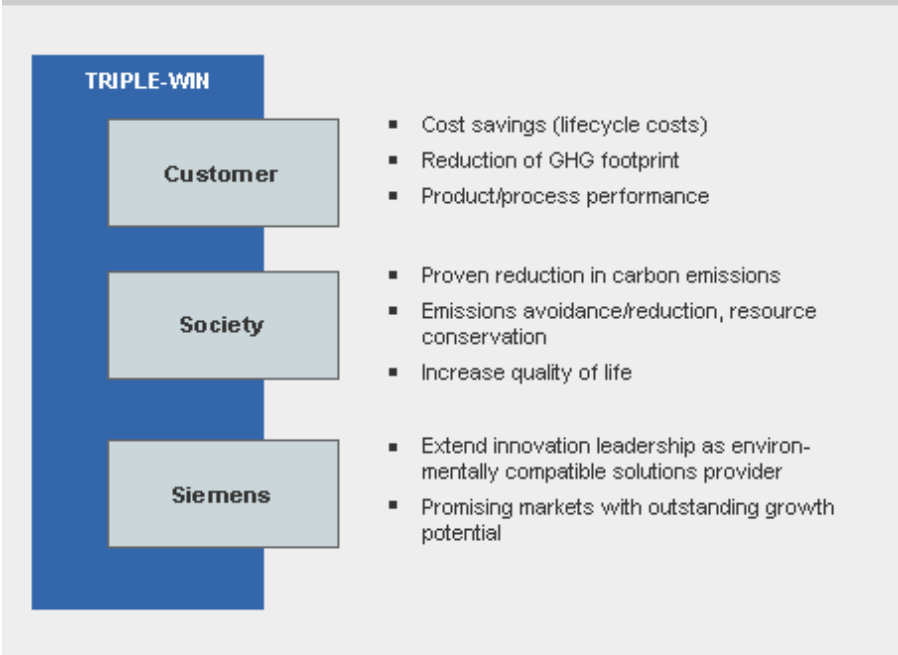 TRIPLE-WIN
Customer
▪ Cost savings (lifecycle costs)
▪ Reduction of GHG footprint
▪ Product/process performance
Society
▪ Proven reduction in carbon emissions
▪ Emissions avoidance/reduction, resource
conservation
▪ Increase quality of life
Siemens
▪ Extend innovation leadership as environ-
mentally compatible solutions provider
▪ Promising markets with outstanding growth
potential